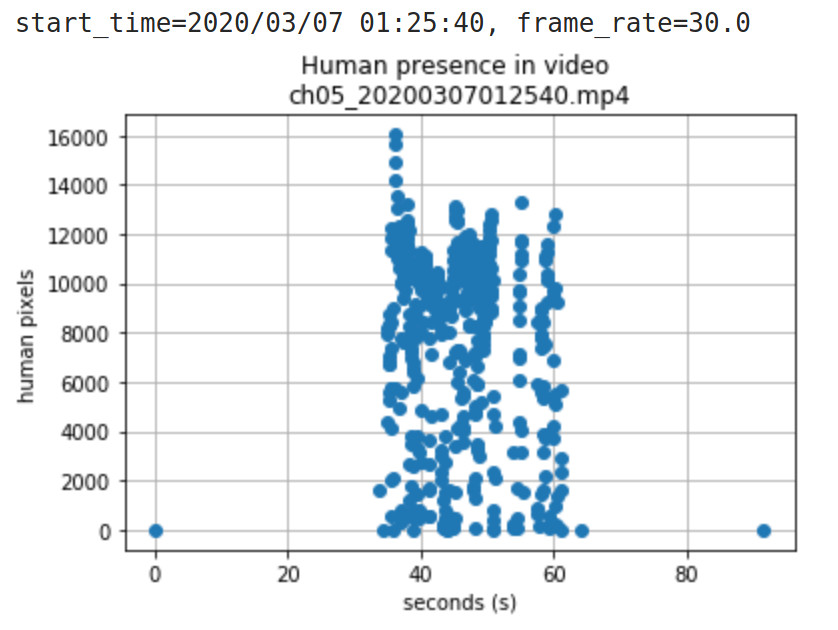 start_time=2020/03/07 01:25:40, frame_rate=30.0
Human presence in video
ch05_20200307012540.mp4
16000
14000
12000
10000
8000
6000
4000
2000
0
human pixels
0 20 40 60 80
seconds (s)